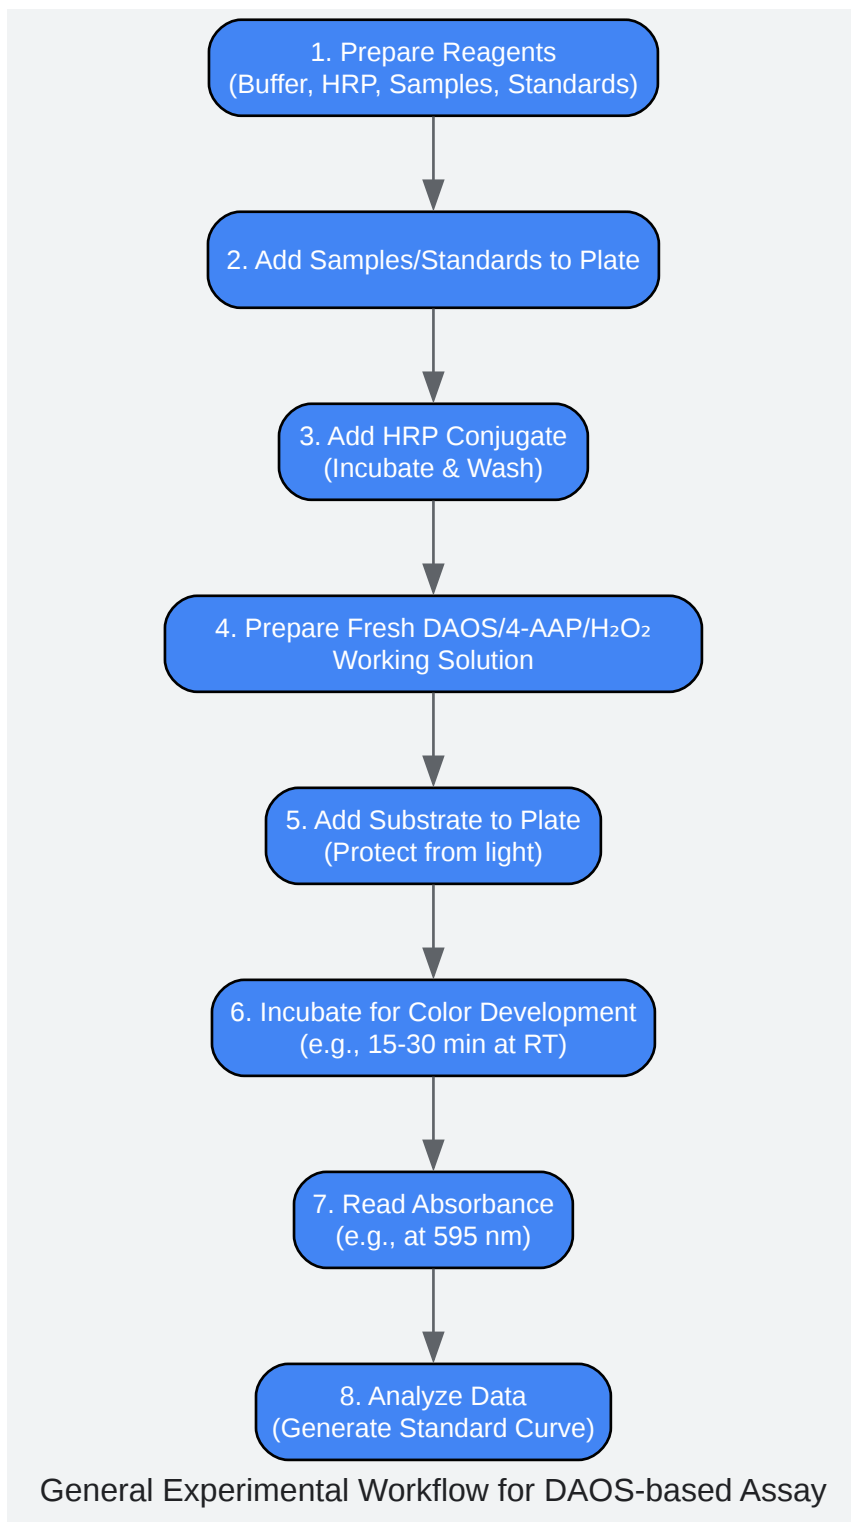 1. Prepare Reagents
(Buffer, HRP, Samples, Standards)
2. Add Samples/Standards to Plate
3. Add HRP Conjugate
(Incubate & Wash)
4. Prepare Fresh DAOS/4-AAP/H₂O₂
Working Solution
5. Add Substrate to Plate
(Protect from light)
6. Incubate for Color Development
(e.g., 15-30 min at RT)
7. Read Absorbance
(e.g., at 595 nm)
8. Analyze Data
(Generate Standard Curve)
General Experimental Workflow for DAOS-based Assay